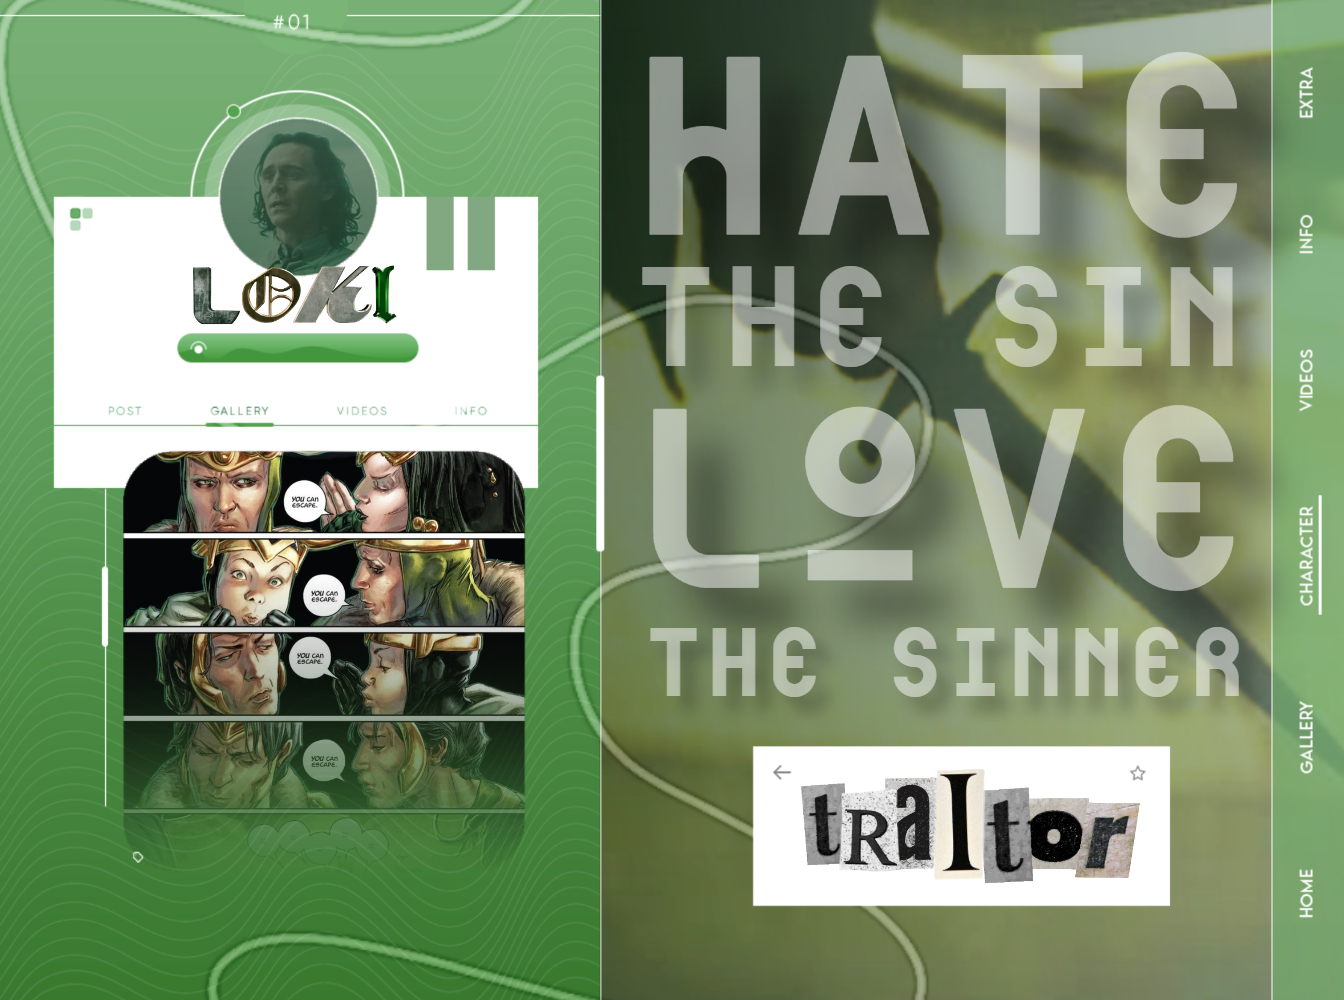 #01
LOKI
POST GALLERY VIDEOS INFO
YOU CAN
ESCAPE.
YOU CAN
ESCAPE.
YOU CAN
ESCAPE.
YOU CAN
ESCAPE.
HATE
THE SIN
LOVE
THE SINNER
tRaItor
EXTRA
INFO
VIDEOS
CHARACTER
GALLERY
HOME